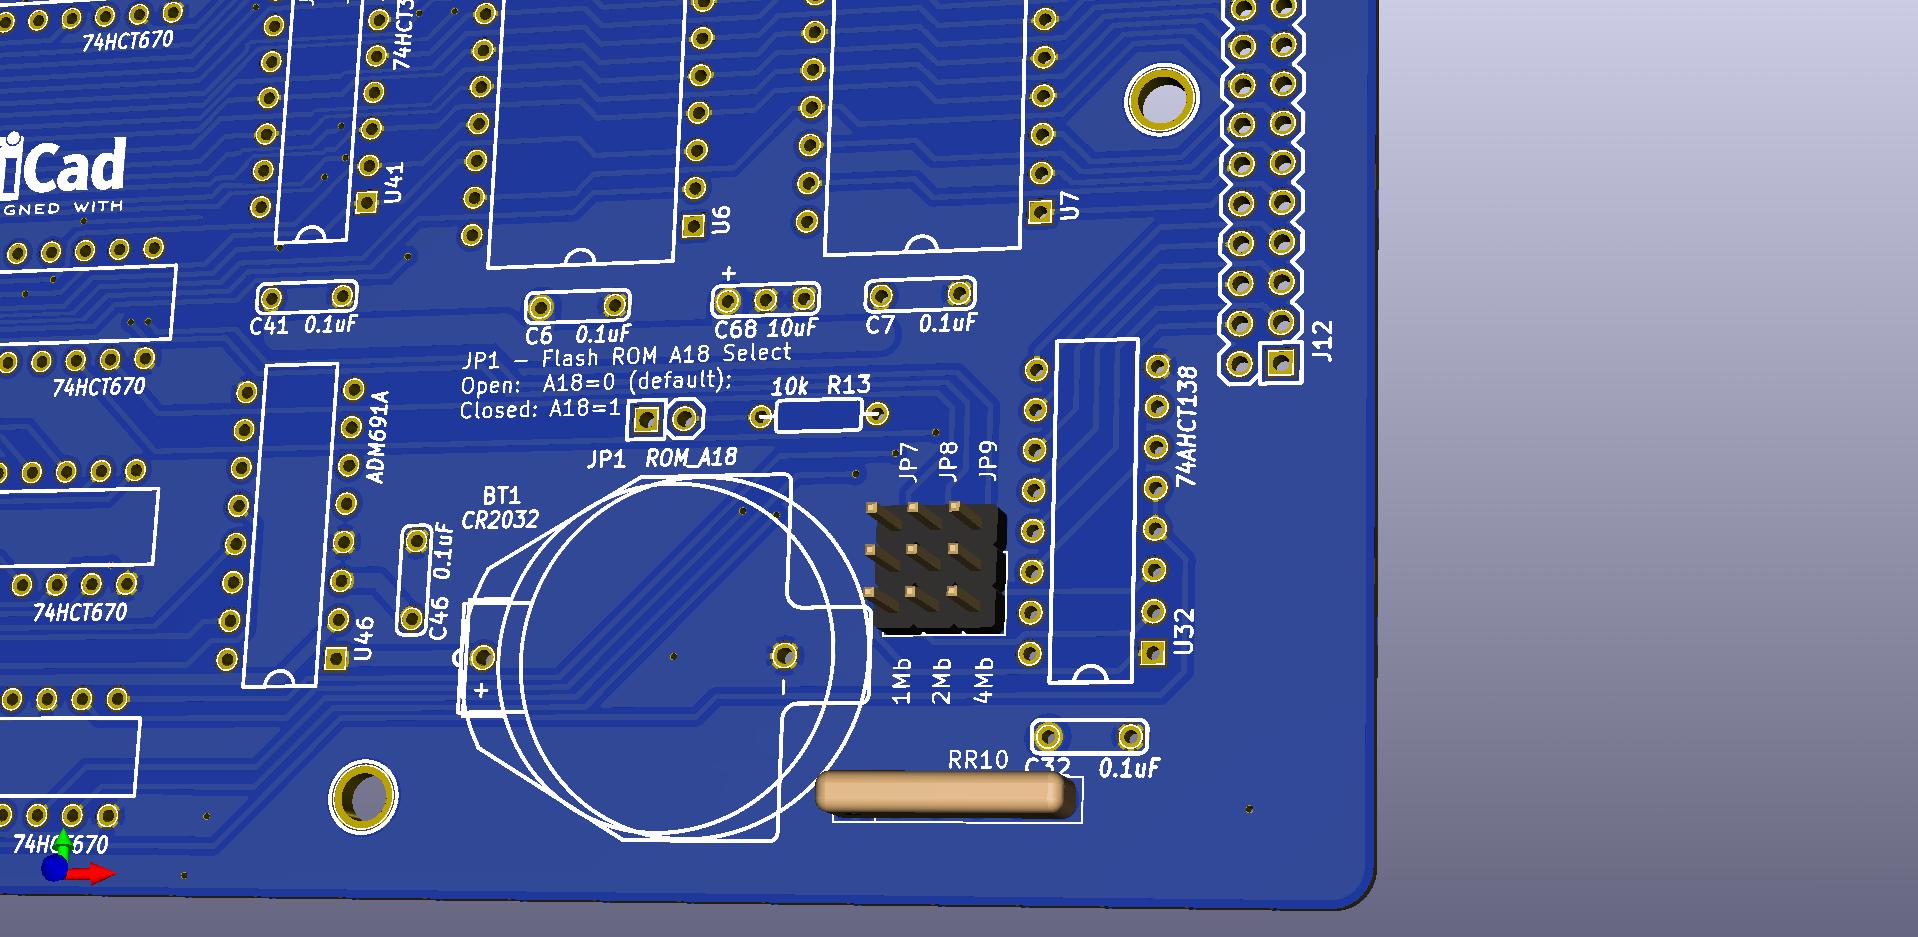 74HCT670
74HCT3
iCad
GNED WITH
U41
U6
U7
J12
C41 0.1uF
C6 0.1uF
+
C68 10uF
C7 0.1uF
JP1 – Flash ROM A18 Select
Open: A18=0 (default);
Closed: A18=1
JP1 ROM_A18
10k R13
74HCT670
ADM691A
U46
BT1
CR2032
C46 0.1uF
+
-
JP7
JP8
JP9
1Mb
2Mb
4Mb
74AHCT138
U32
74HCT670
RR10
C32 0.1uF
74HCT670